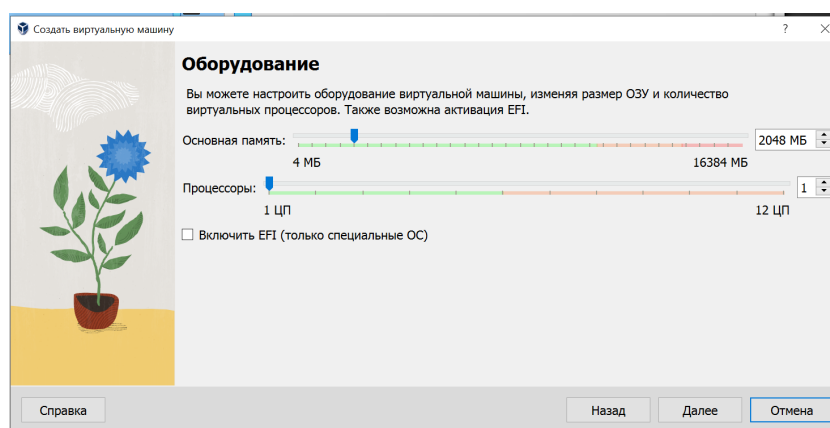 Создать виртуальную машину
?
Оборудование
Вы можете настроить оборудование виртуальной машины, изменяя размер ОЗУ и количество
виртуальных процессоров. Также возможна активация EFI.
Основная память:
2048 МБ
4 МБ
16384 МБ
Процессоры:
1
1 ЦП
12 ЦП
Включить EFI (только специальные ОС)
Справка
Назад
Далее
Отмена